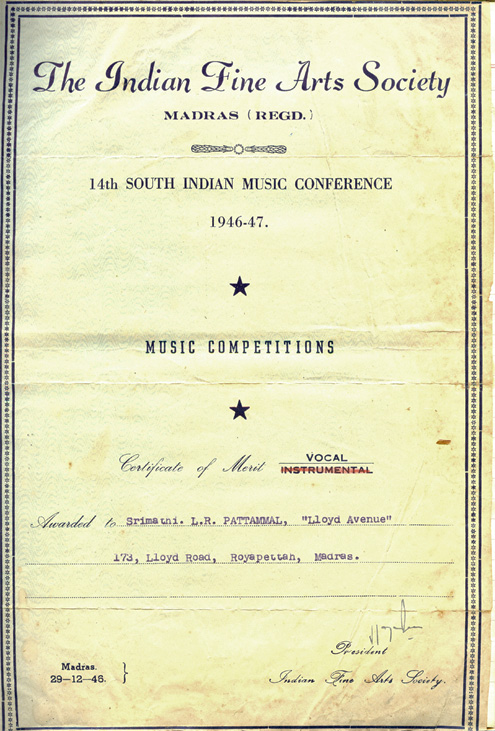 The Indian Fine Arts Society
MADRAS (REGD.)
14th SOUTH INDIAN MUSIC CONFERENCE
1946-47.
MUSIC COMPETITIONS
Certificate of Merit VOCAL
INSTRUMENTAL
Awarded to Srimathi. L.R. PATTAMMAL, "Lloyd Avenue"
173, Lloyd Road, Royapettah, Madras.
President
Madras.
29-12-46. }
Indian Fine Arts Society.